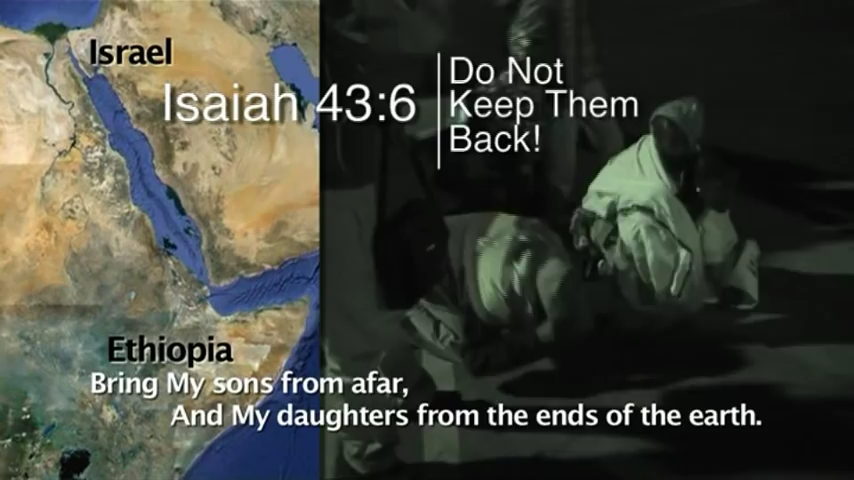 Israel
Isaiah 43:6
Do Not
Keep Them
Back!
Ethiopia
Bring My sons from afar,
And My daughters from the ends of the earth.